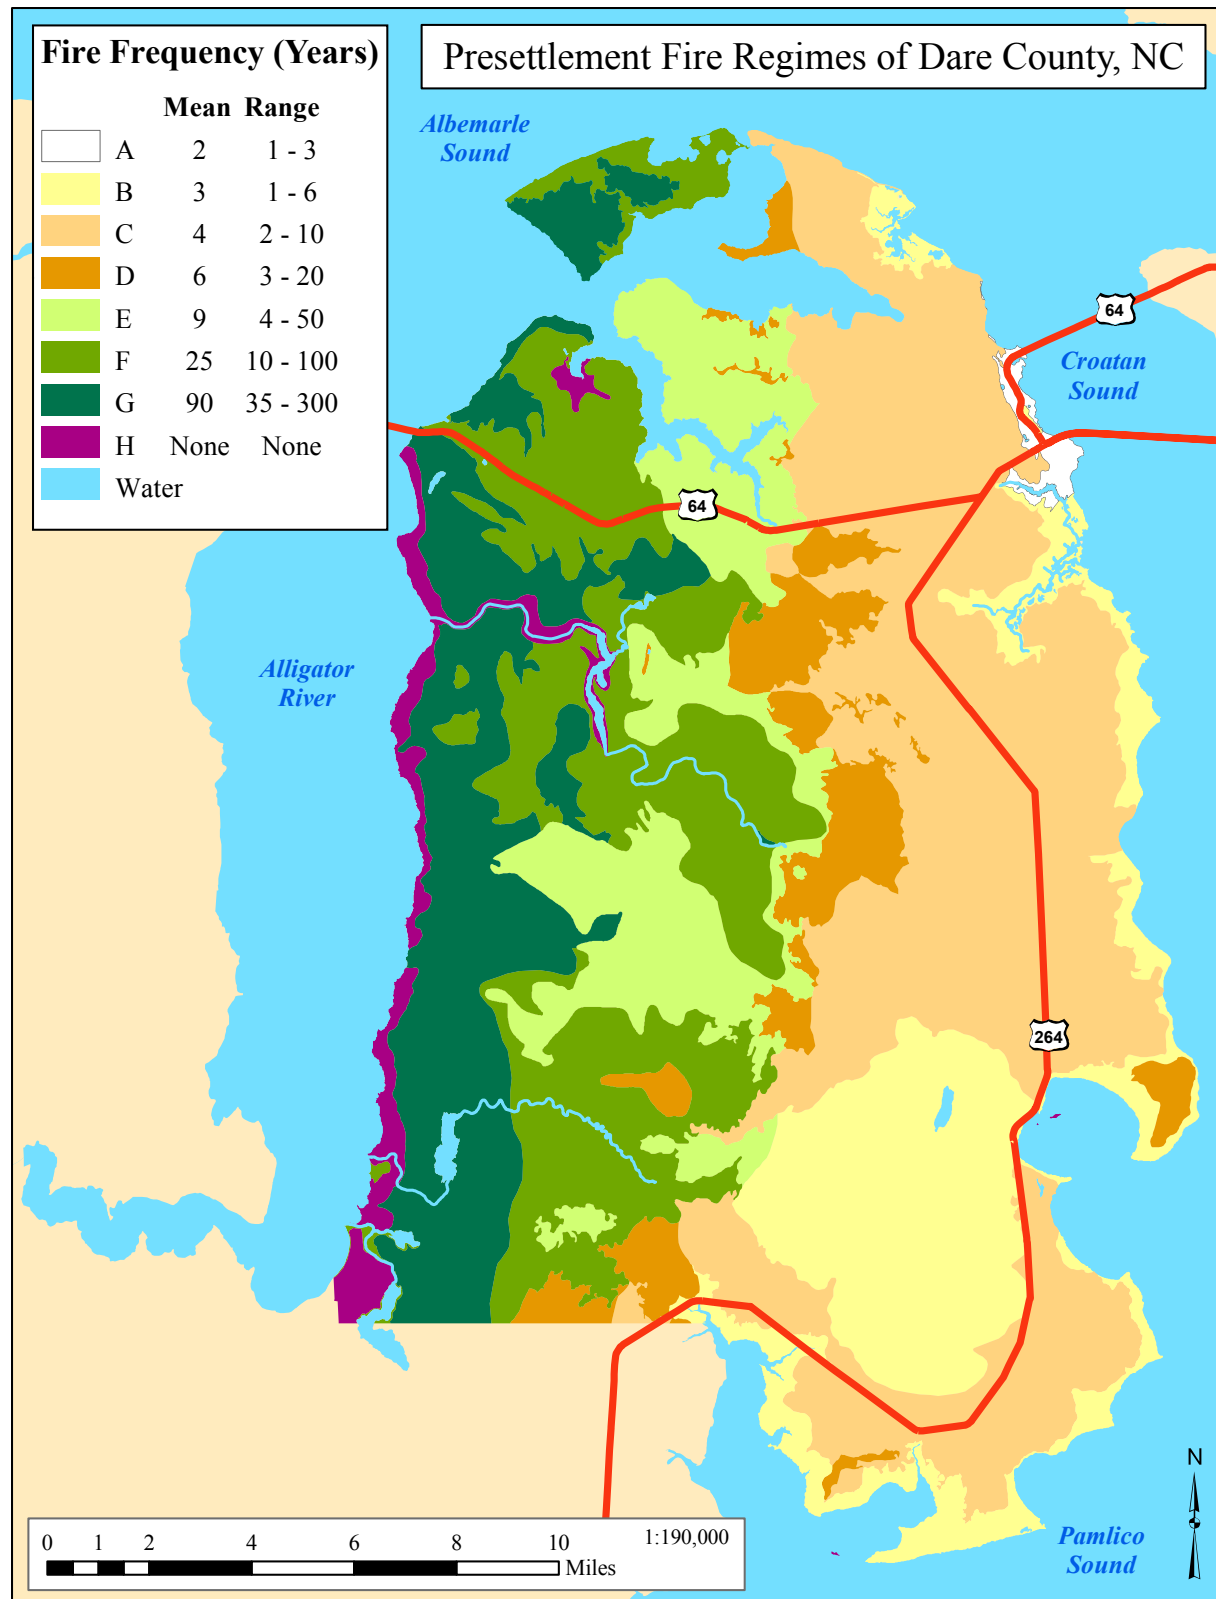 Fire Frequency (Years)
Mean Range
A 2 1 - 3
B 3 1 - 6
C 4 2 - 10
D 6 3 - 20
E 9 4 - 50
F 25 10 - 100
G 90 35 - 300
H None None
Water
Presettlement Fire Regimes of Dare County, NC
Albemarle
Sound
64
Croatan
Sound
64
Alligator
River
264
N
Pamlico
Sound
0 1 2 4 6 8 10
Miles
1:190,000